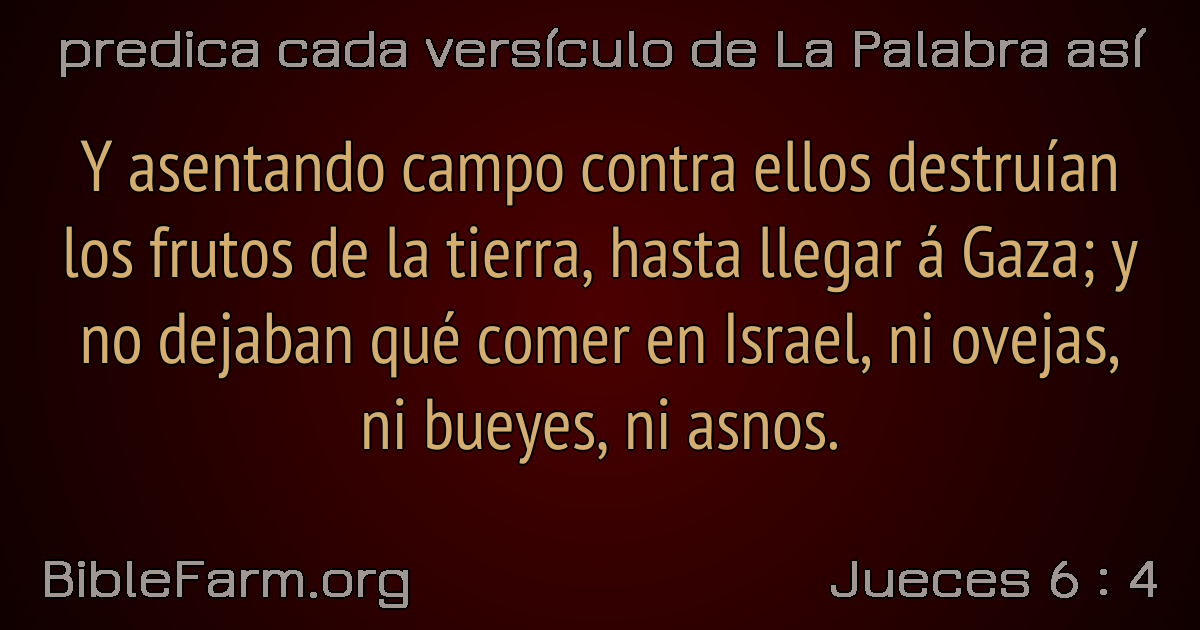 predica cada versículo de La Palabra así
Y asentando campo contra ellos destruían
los frutos de la tierra, hasta llegar á Gaza; y
no dejaban qué comer en Israel, ni ovejas,
ni bueyes, ni asnos.
BibleFarm.org
Jueces 6 : 4